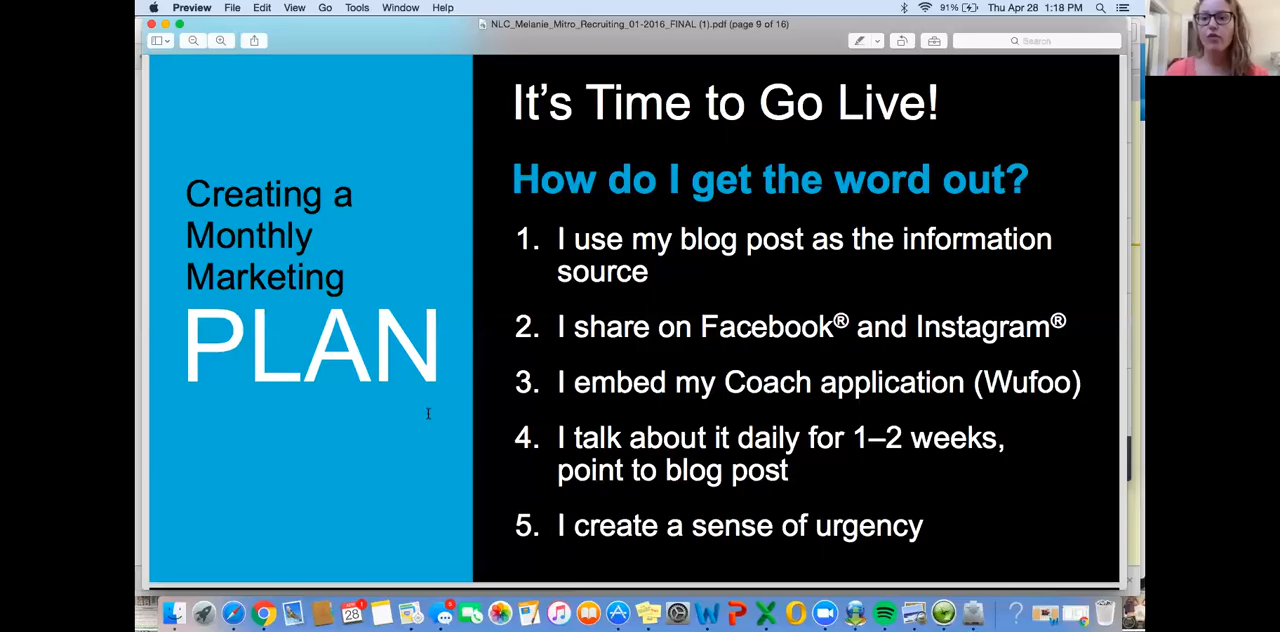 Preview File Edit View Go Tools Window Help 91% Thu Apr 28 1:18 PM
NLC_Melanie_Mitro_Recruiting_01-2016_FINAL (1).pdf (page 9 of 16)
Search
Creating a
Monthly
Marketing
PLAN
It's Time to Go Live!
How do I get the word out?
1. I use my blog post as the information
source
2. I share on Facebook® and Instagram®
3. I embed my Coach application (Wufoo)
4. I talk about it daily for 1–2 weeks,
point to blog post
5. I create a sense of urgency